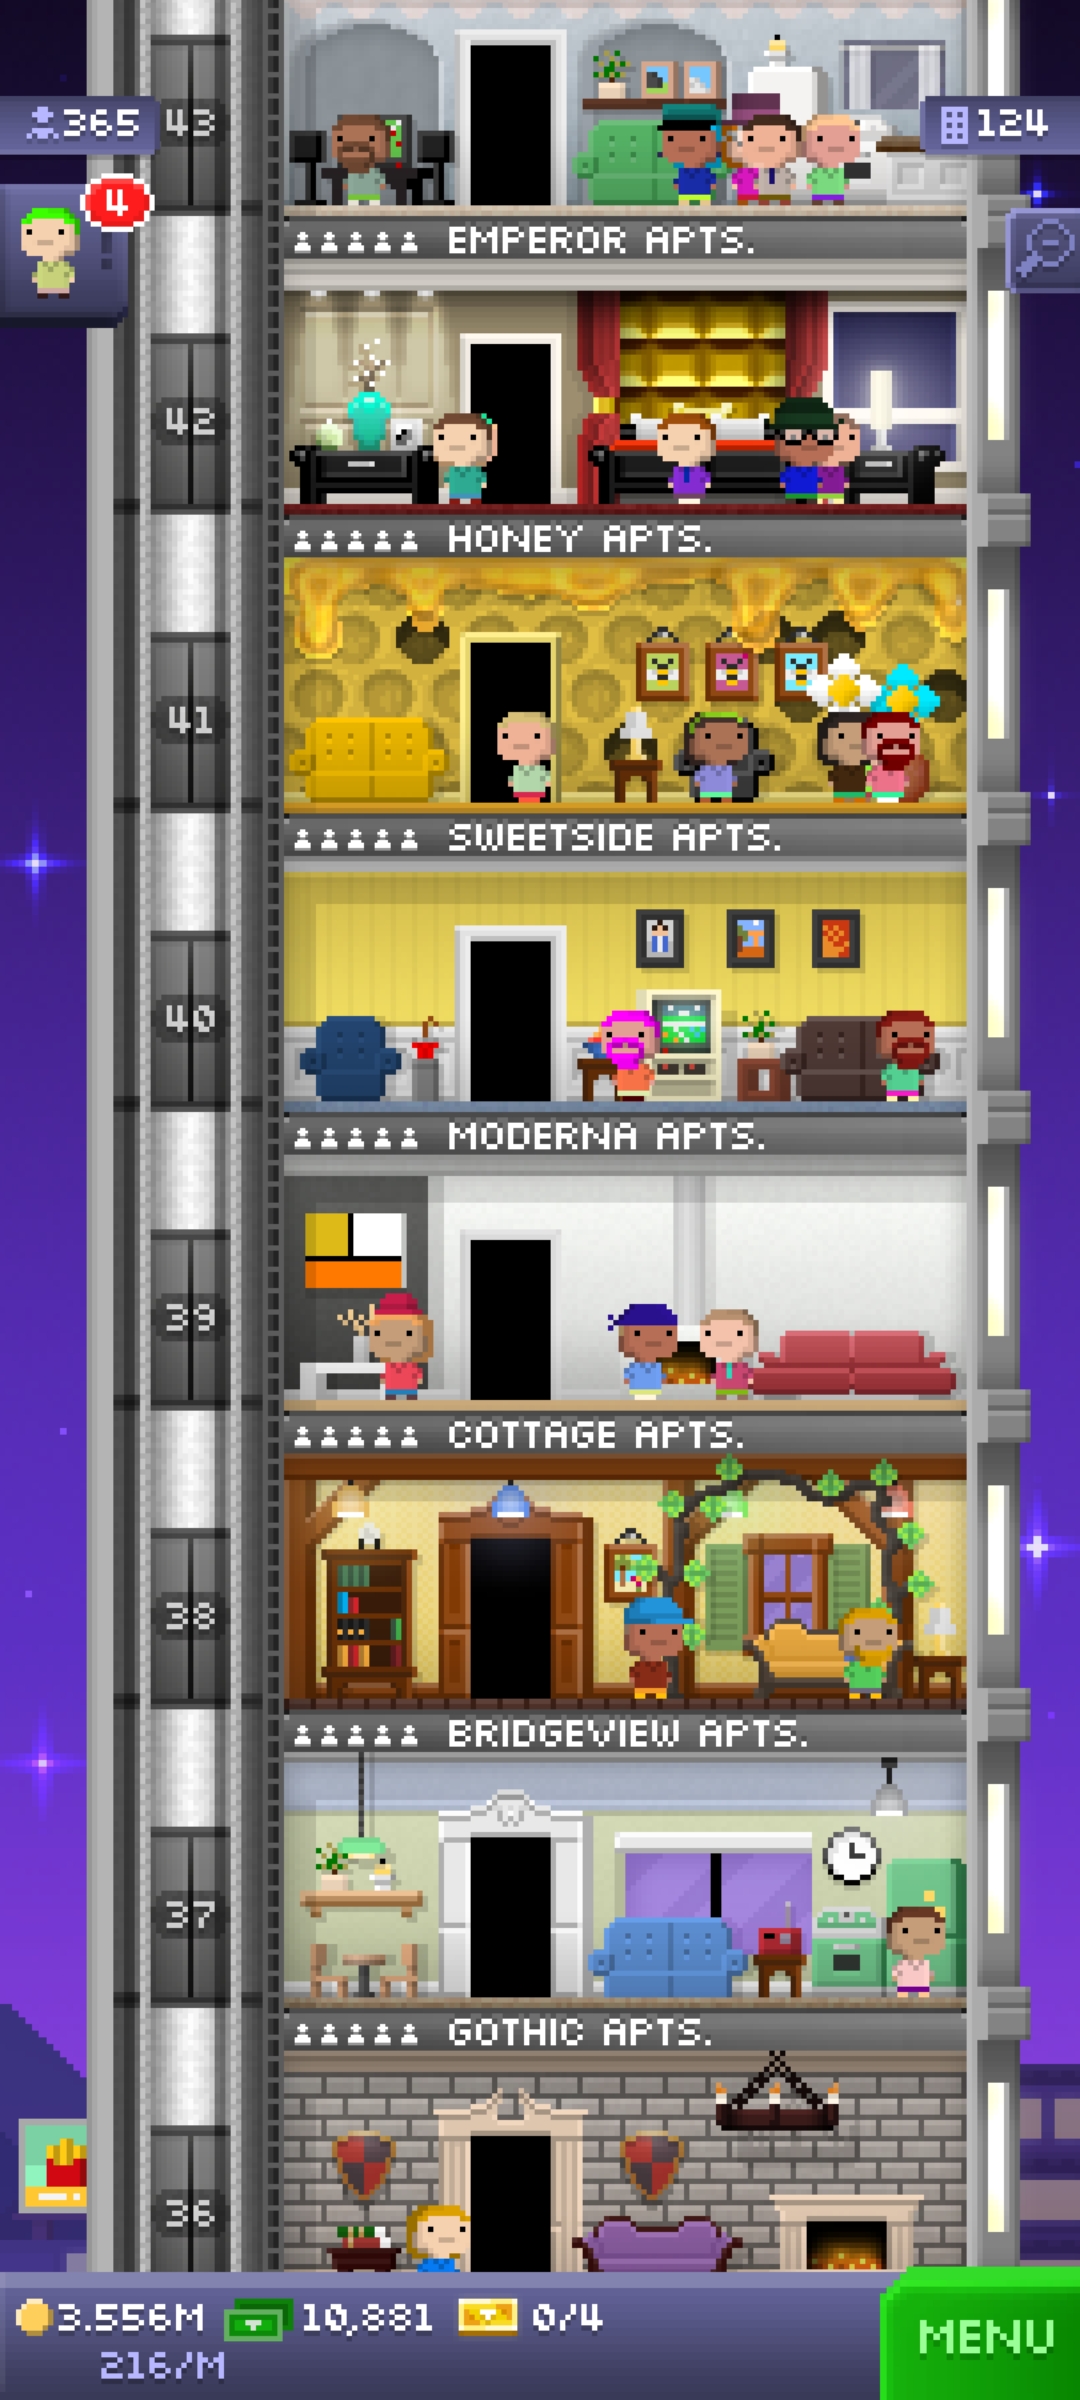 365
43
124
4
EMPEROR APTS.
42
HONEY APTS.
41
SWEETSIDE APTS.
40
MODERNA APTS.
39
COTTAGE APTS.
38
BRIDGEVIEW APTS.
37
GOTHIC APTS.
36
3.556M 10,881 0/4
216/M
MENU